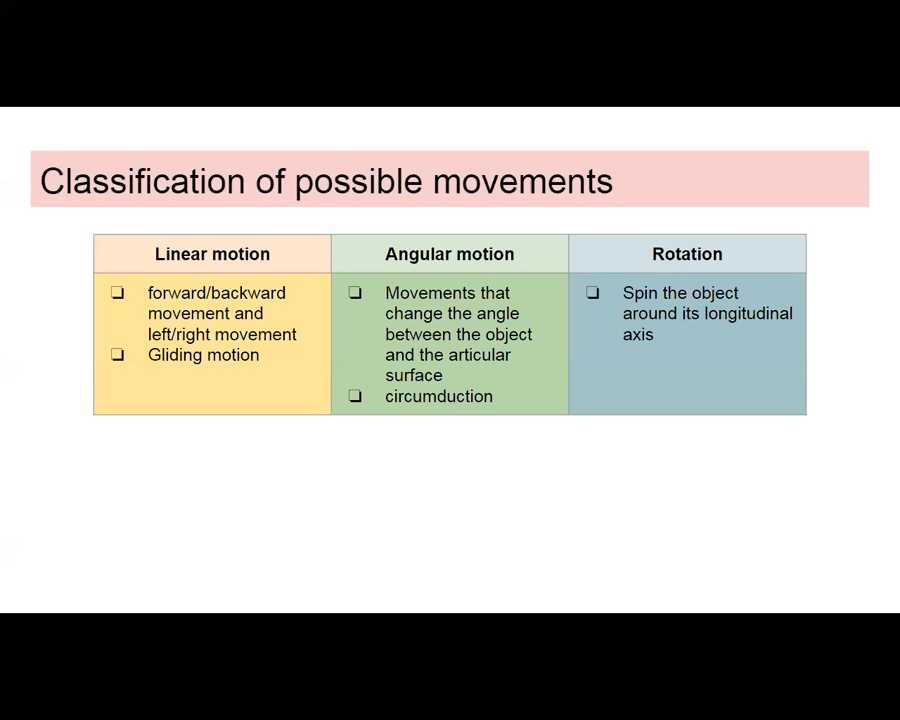 Classification of possible movements
Linear motion
Angular motion
Rotation
❏ forward/backward
movement and
left/right movement
❏ Gliding motion
❏ Movements that
change the angle
between the object
and the articular
surface
❏ circumduction
❏ Spin the object
around its longitudinal
axis